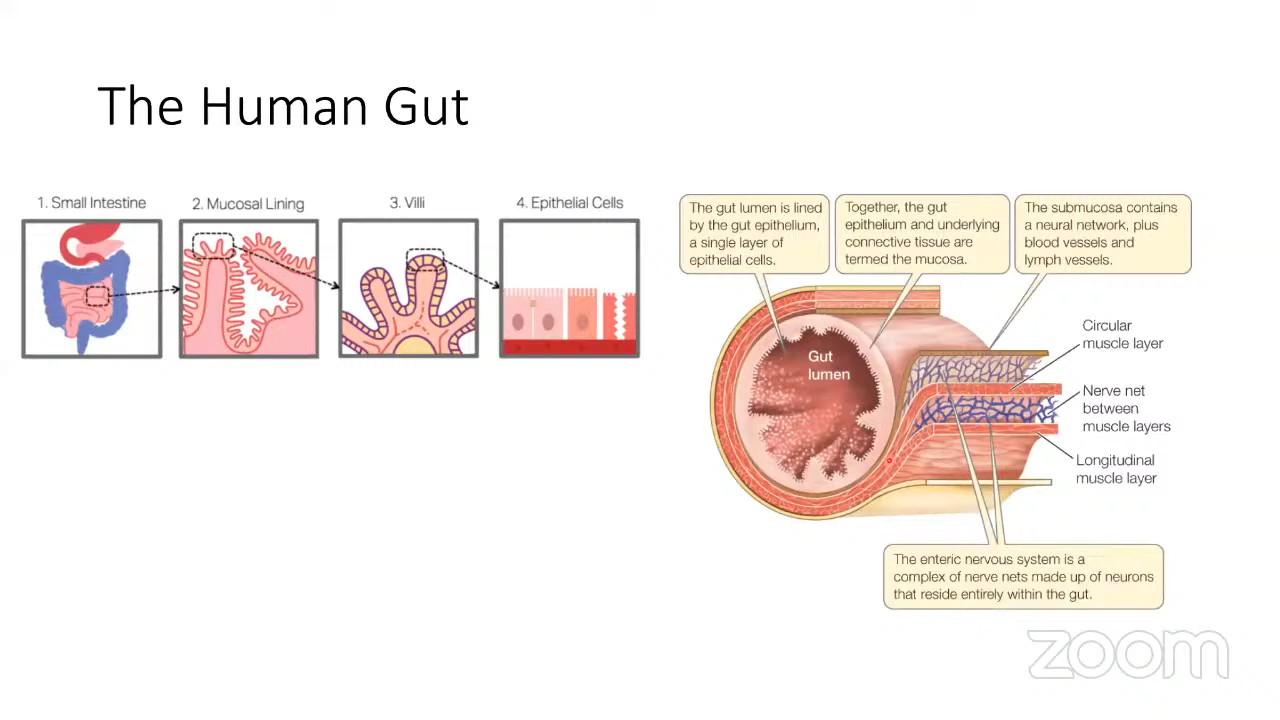 The Human Gut
1. Small Intestine
2. Mucosal Lining
3. Villi
4. Epithelial Cells
The gut lumen is lined
by the gut epithelium,
a single layer of
epithelial cells.
Together, the gut
epithelium and underlying
connective tissue are
termed the mucosa.
The submucosa contains
a neural network, plus
blood vessels and
lymph vessels.
Gut
lumen
Circular
muscle layer
Nerve net
between
muscle layers
Longitudinal
muscle layer
The enteric nervous system is a
complex of nerve nets made up of neurons
that reside entirely within the gut.
zoom